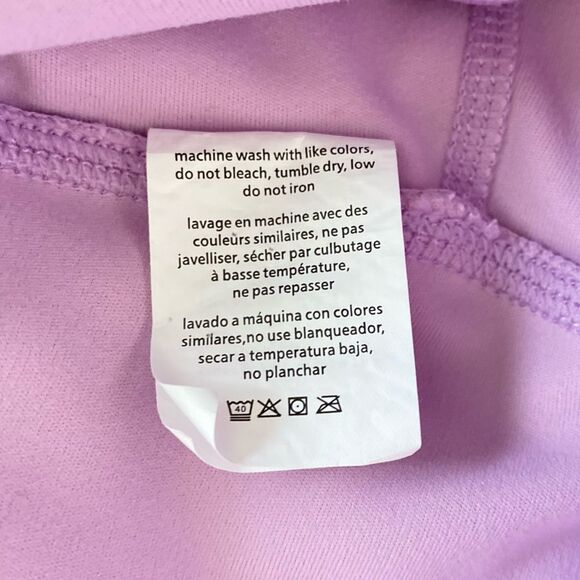 machine wash with like colors,
do not bleach, tumble dry, low
do not iron
lavage en machine avec des
couleurs similaires, ne pas
javelliser, sécher par culbutage
à basse température,
ne pas repasser
lavado a máquina con colores
similares,no use blanqueador,
secar a temperatura baja,
no planchar
40